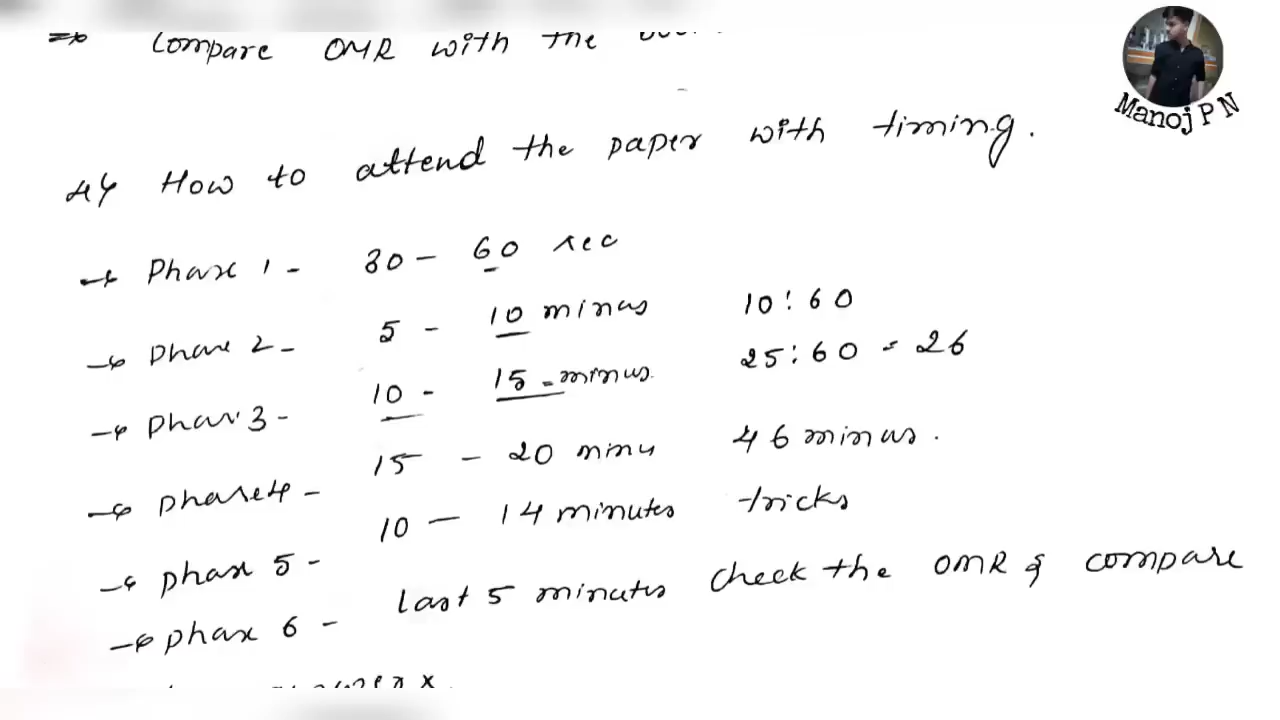 ⇒ Compare OMR with the
4) How to attend the paper with timing.
→ Phase 1 - 30 - 60 sec
→ Phase 2 - 5 - 10 minus 10:60
→ Phase 3 - 10 - 15 - minus. 25:60 = 26
→ Phase 4 - 15 - 20 minu 46 minus.
→ phase 5 - 10 - 14 minutes tricks
→ phase 6 - last 5 minutes check the OMR & compare
Manoj P N